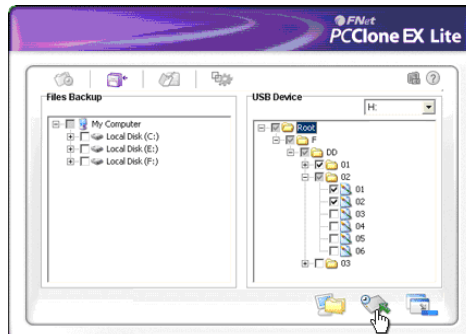 FNet
PCClone EX Lite
Files Backup
My Computer
Local Disk (C:)
Local Disk (E:)
Local Disk (F:)
USB Device
H:
Root
F
DD
01
02
01
02
03
04
05
06
03